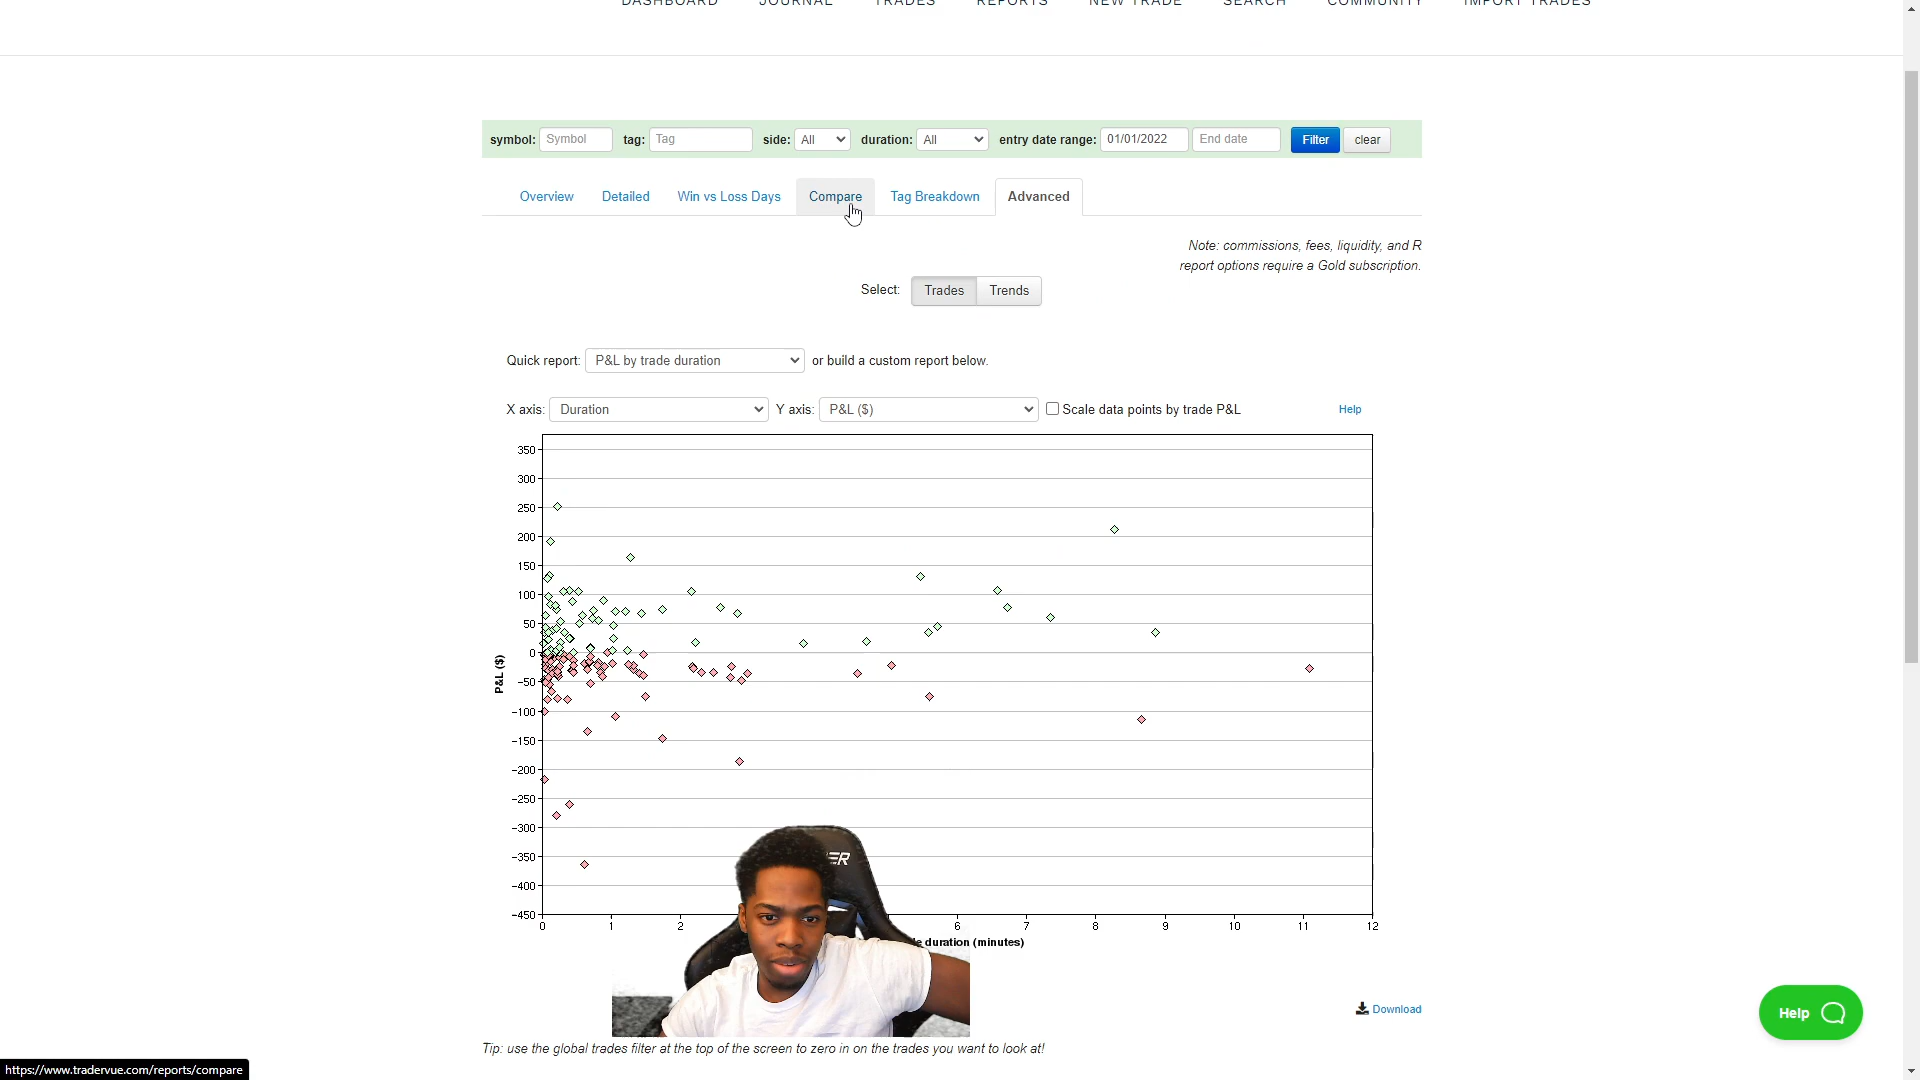 DASHBOARD JOURNAL TRADES REPORTS NEW TRADE SEARCH COMMUNITY IMPORT TRADES
symbol: Symbol tag: Tag side: All duration: All entry date range: 01/01/2022 End date Filter clear
Overview Detailed Win vs Loss Days Compare Tag Breakdown Advanced
Note: commissions, fees, liquidity, and R
report options require a Gold subscription.
Select: Trades Trends
Quick report: P&L by trade duration or build a custom report below.
X axis: Duration Y axis: P&L ($) Scale data points by trade P&L Help
350
300
250
200
150
100
50
0
-50
-100
-150
-200
-250
-300
-350
-400
-450
P&L ($)
0 1 2 6 7 8 9 10 11 12
duration (minutes)
Download
Help
Tip: use the global trades filter at the top of the screen to zero in on the trades you want to look at!
https://www.tradervue.com/reports/compare